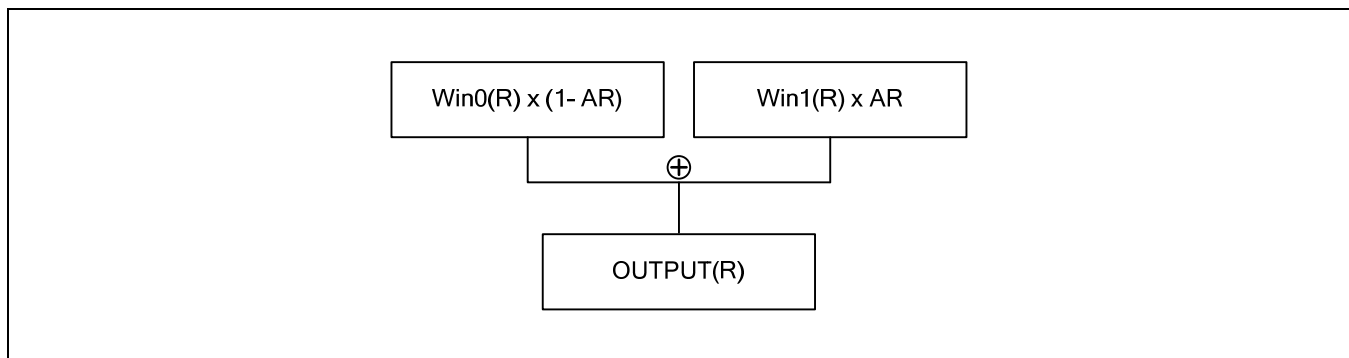 Win0(R) x (1- AR)
Win1(R) x AR
OUTPUT(R)